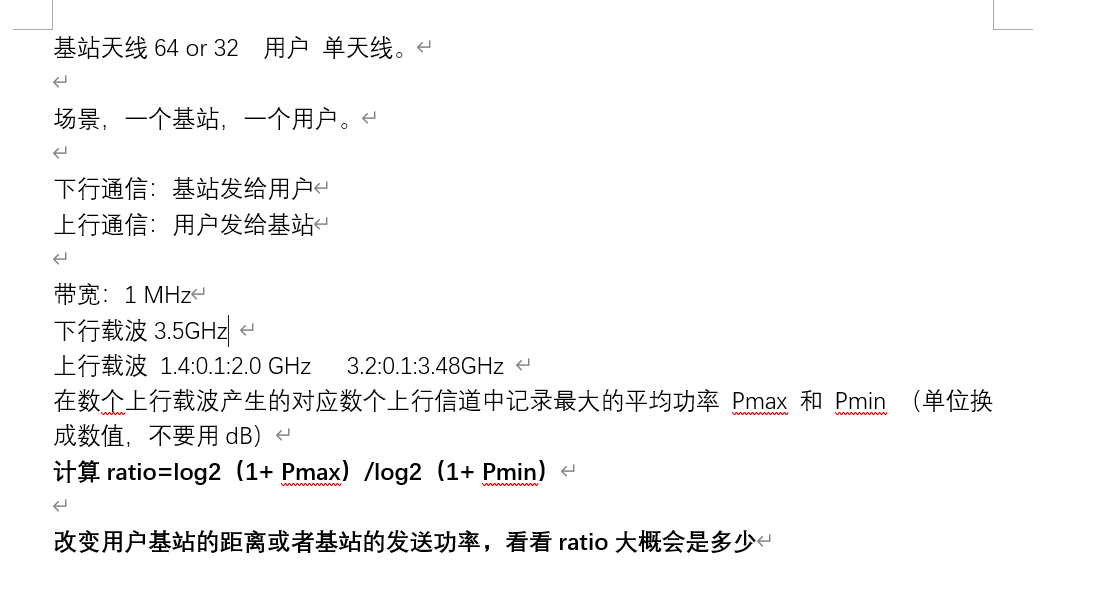 基站天线 64 or 32    用户  单天线。
场景，一个基站，一个用户。
下行通信：基站发给用户
上行通信：用户发给基站
带宽：1 MHz
下行载波 3.5GHz
上行载波  1.4:0.1:2.0 GHz     3.2:0.1:3.48GHz
在数个上行载波产生的对应数个上行信道中记录最大的平均功率  Pmax  和  Pmin  （单位换
成数值，不要用 dB）
计算 ratio=log2（1+ Pmax）/log2（1+ Pmin）
改变用户基站的距离或者基站的发送功率，看看 ratio 大概会是多少